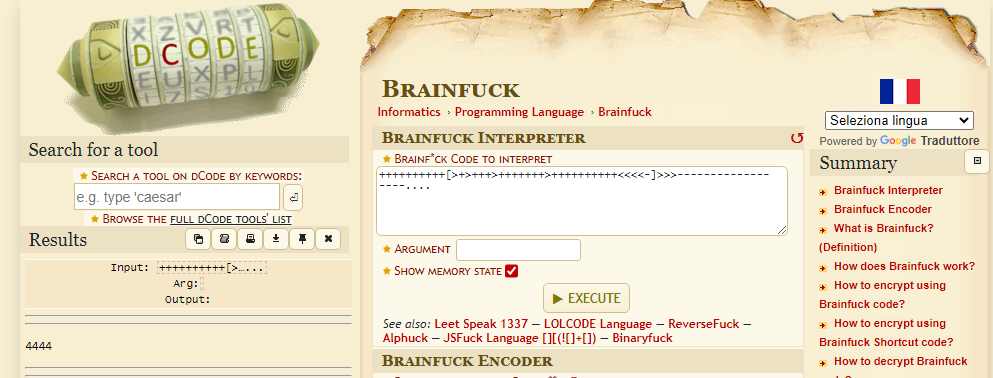 DCODE
Search for a tool
★ Search a tool on dCode by keywords:
e.g. type 'caesar'
★ Browse the full dCode tools' list
Results
Input: ++++++++++[>…...
Arg:
Output:
4444
Brainfuck
Informatics › Programming Language › Brainfuck
Brainfuck Interpreter
★ Brainf*ck Code to interpret
++++++++++[>+>+++>+++++++>++++++++++<<<<-]>>>---------------
----....
★ Argument
★ Show memory state
▶ EXECUTE
See also: Leet Speak 1337 — LOLCODE Language — ReverseFuck —
Alphuck — JSFuck Language [][(![]+[]) — Binaryfuck
Brainfuck Encoder
Seleziona lingua
Powered by Google Traduttore
Summary
Brainfuck Interpreter
Brainfuck Encoder
What is Brainfuck?
(Definition)
How does Brainfuck work?
How to encrypt using
Brainfuck code?
How to encrypt using
Brainfuck Shortcut code?
How to decrypt Brainfuck